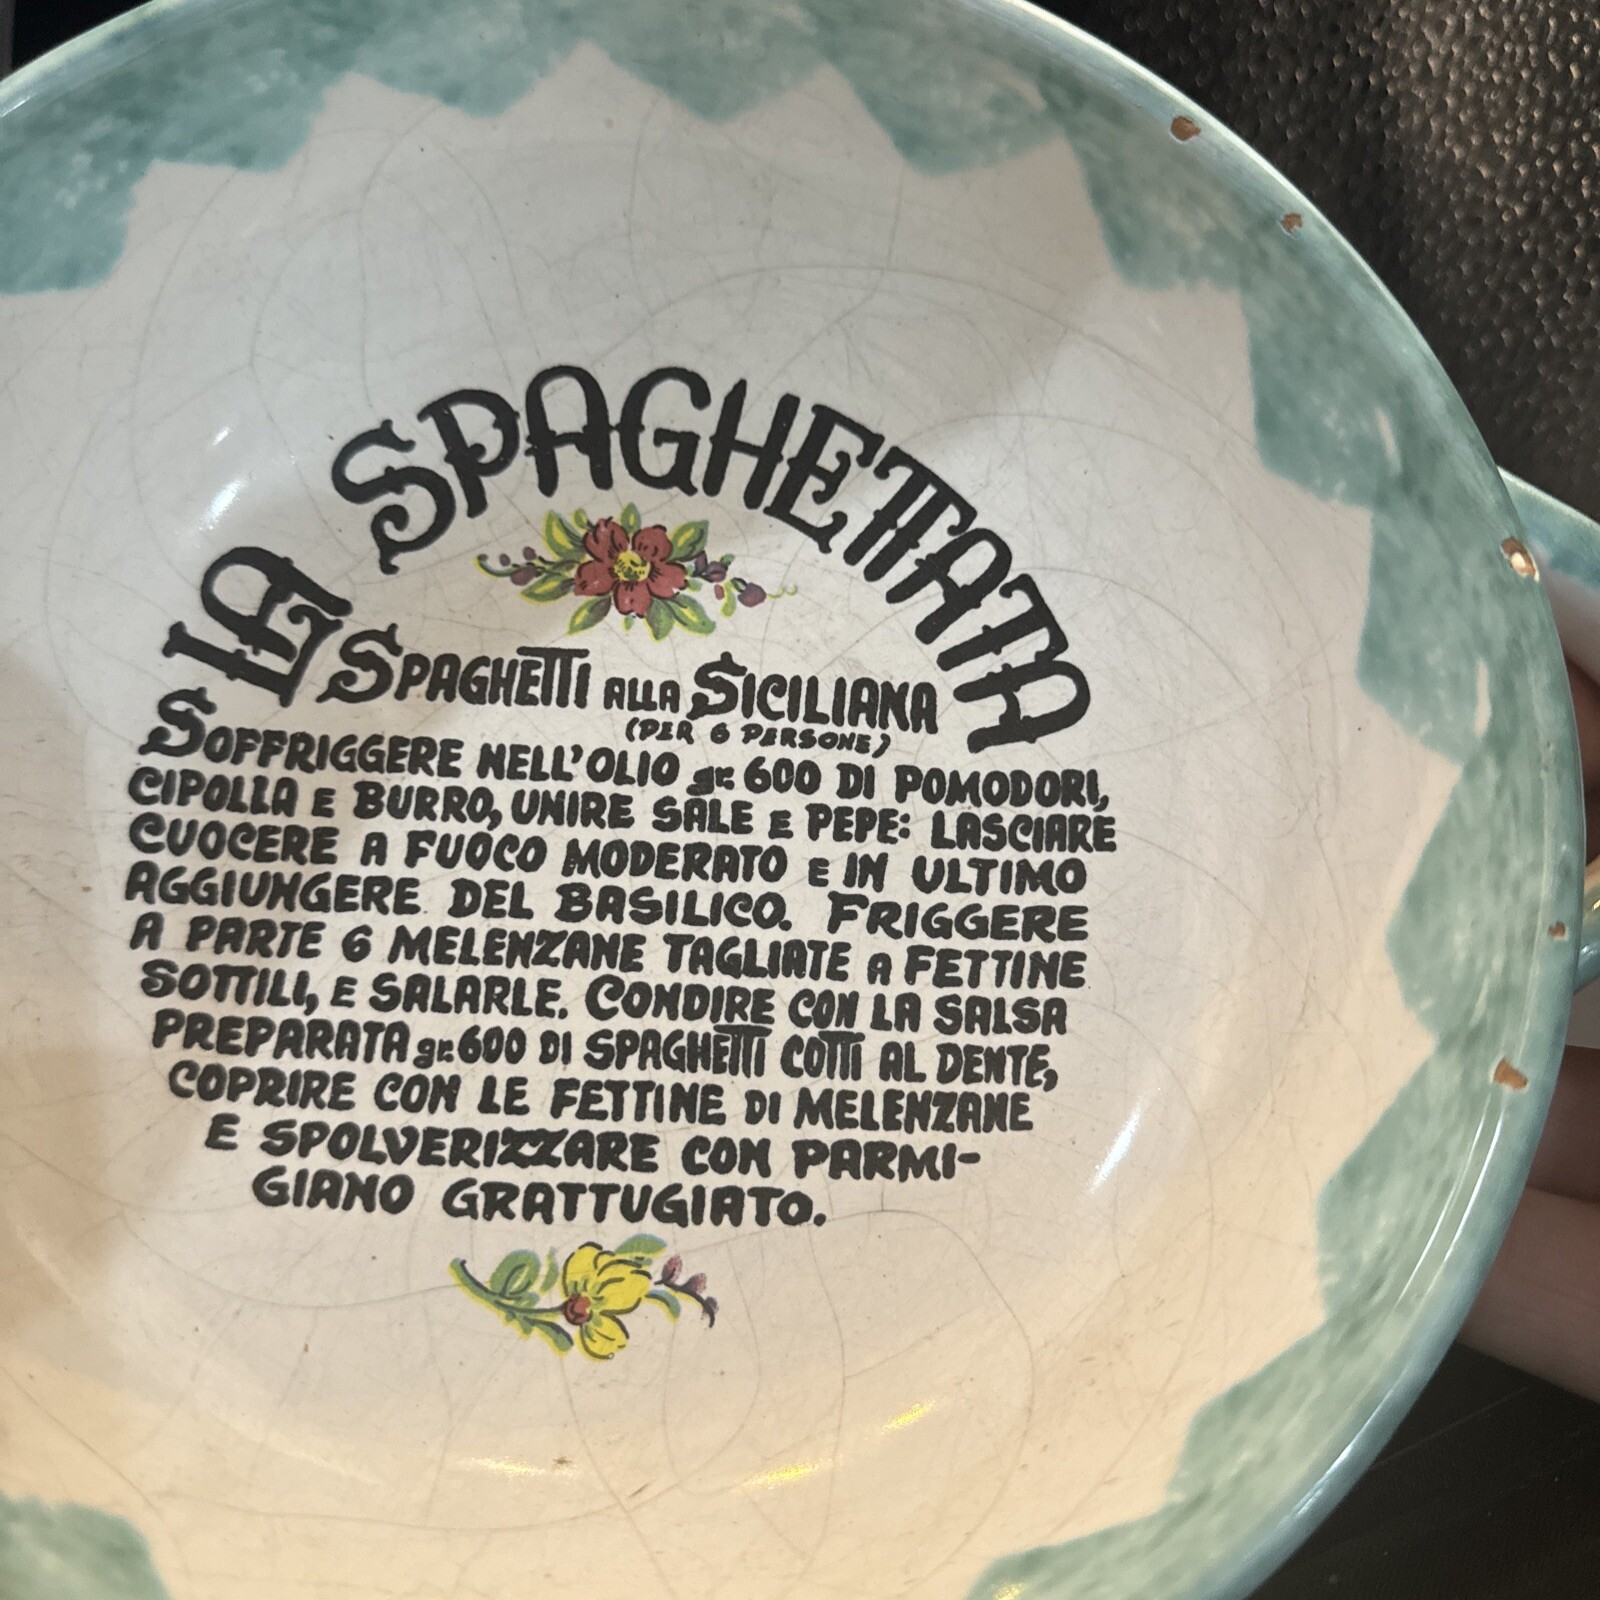 LA SPAGHETTATA
SPAGHETTI ALLA SICILIANA
(PER 6 PERSONE)
SOFFRIGGERE NELL'OLIO gr. 600 DI POMODORI,
CIPOLLA E BURRO, UNIRE SALE E PEPE: LASCIARE
CUOCERE A FUOCO MODERATO E IN ULTIMO
AGGIUNGERE DEL BASILICO. FRIGGERE
A PARTE 6 MELENZANE TAGLIATE A FETTINE
SOTTILI, E SALARLE. CONDIRE CON LA SALSA
PREPARATA gr. 600 DI SPAGHETTI COTTI AL DENTE,
COPRIRE CON LE FETTINE DI MELENZANE
E SPOLVERIZZARE CON PARMI-
GIANO GRATTUGIATO.